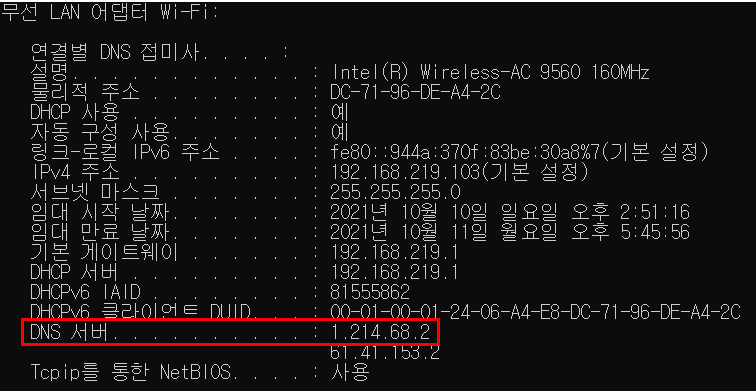 무선 LAN 어댑터 Wi-Fi:
연결별 DNS 접미사. . . . :
설명. . . . . . . . . . . . : Intel(R) Wireless-AC 9560 160MHz
물리적 주소 . . . . . . . . : DC-71-96-DE-A4-2C
DHCP 사용 . . . . . . . . . : 예
자동 구성 사용. . . . . . . : 예
링크-로컬 IPv6 주소 . . . . : fe80::944a:370f:83be:30a8%7(기본 설정)
IPv4 주소 . . . . . . . . . : 192.168.219.103(기본 설정)
서브넷 마스크 . . . . . . . : 255.255.255.0
임대 시작 날짜. . . . . . . : 2021년 10월 10일 일요일 오후 2:51:16
임대 만료 날짜. . . . . . . : 2021년 10월 11일 월요일 오후 5:45:56
기본 게이트웨이 . . . . . . : 192.168.219.1
DHCP 서버 . . . . . . . . . : 192.168.219.1
DHCPv6 IAID . . . . . . . . : 81555862
DHCPv6 클라이언트 DUID. . . : 00-01-00-01-24-06-A4-E8-DC-71-96-DE-A4-2C
DNS 서버. . . . . . . . . . : 1.214.68.2
61.41.153.2
Tcpip를 통한 NetBIOS. . . . : 사용